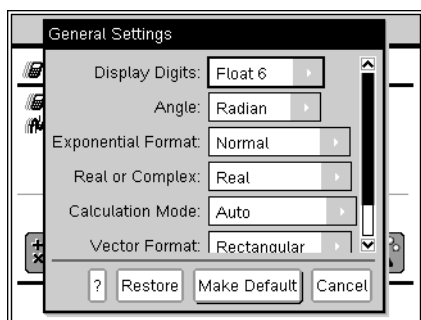 General Settings
Display Digits: Float 6
Angle: Radian
Exponential Format: Normal
Real or Complex: Real
Calculation Mode: Auto
Vector Format: Rectangular
? Restore Make Default Cancel